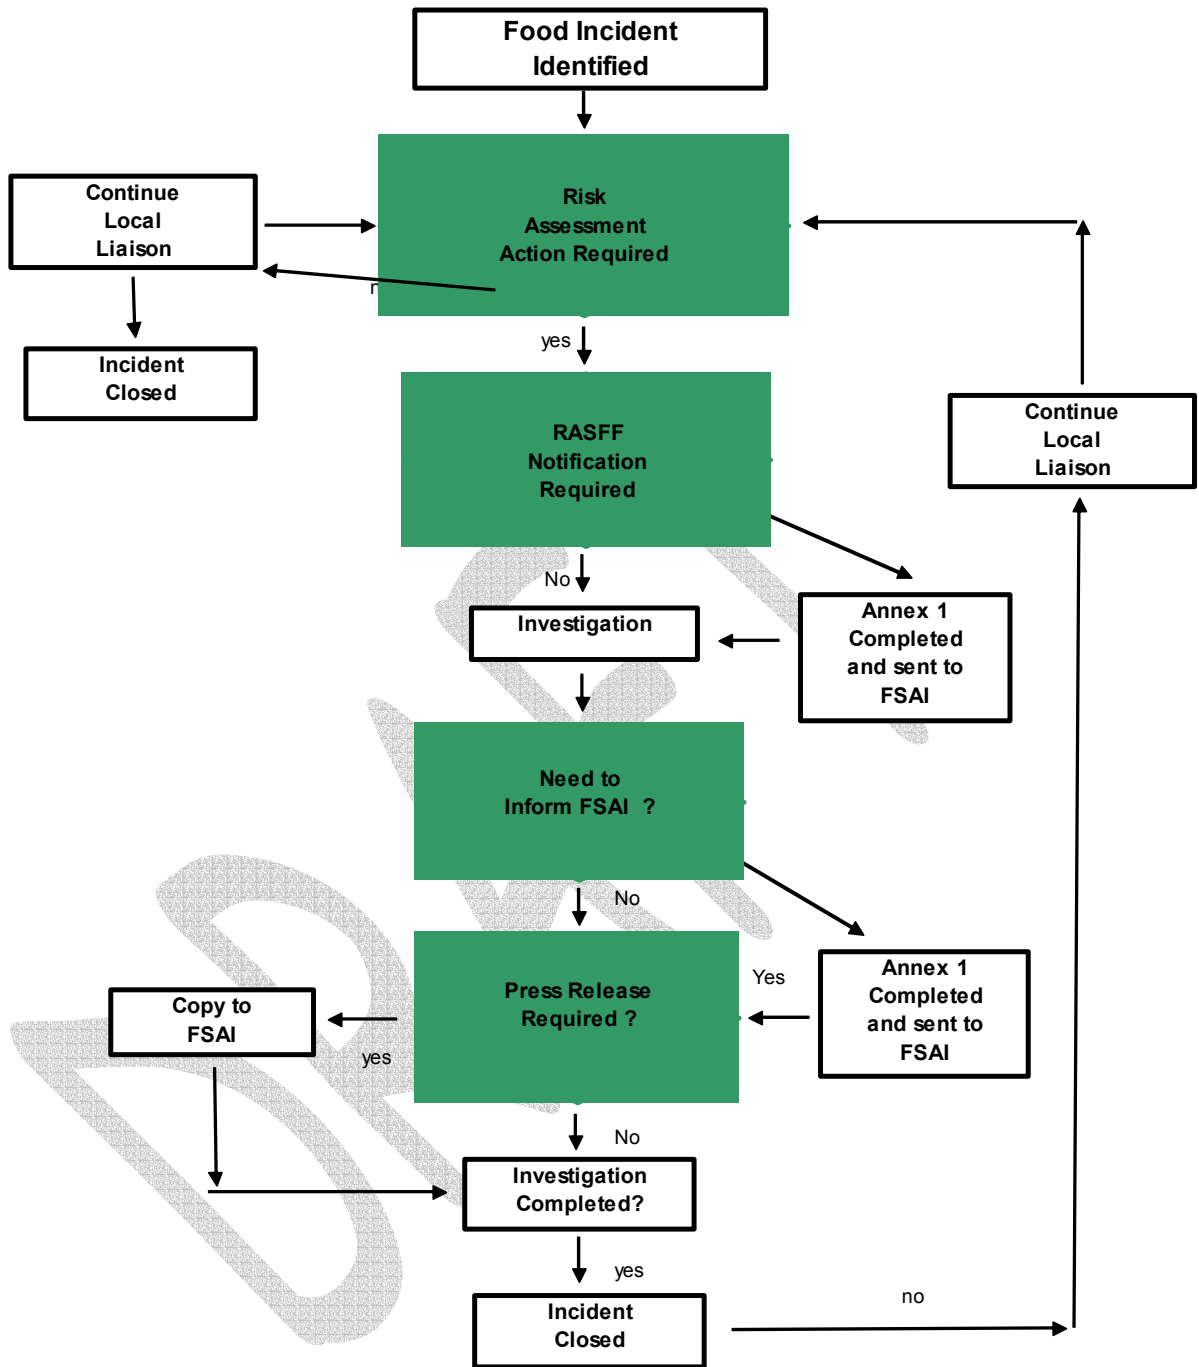 Food Incident
Identified
Risk
Assessment
Action Required
Continue
Local
Liaison
yes
Incident
Closed
RASFF
Notification
Required
Continue
Local
Liaison
No
Investigation
Annex 1
Completed
and sent to
FSAI
Need to
Inform FSAI ?
No
Press Release
Required ?
Yes
Annex 1
Completed
and sent to
FSAI
Copy to
FSAI
yes
No
Investigation
Completed?
yes
Incident
Closed
no
DRAFT